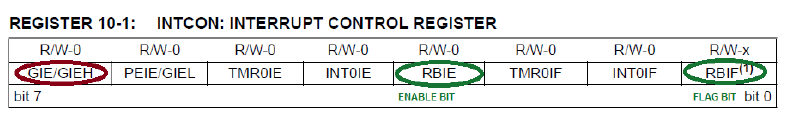 REGISTER 10-1: INTCON: INTERRUPT CONTROL REGISTER
R/W-0 R/W-0 R/W-0 R/W-0 R/W-0 R/W-0 R/W-0 R/W-x
GIE/GIEH PEIE/GIEL TMR0IE INT0IE RBIE TMR0IF INT0IF RBIF(1)
bit 7 ENABLE BIT FLAG BIT bit 0